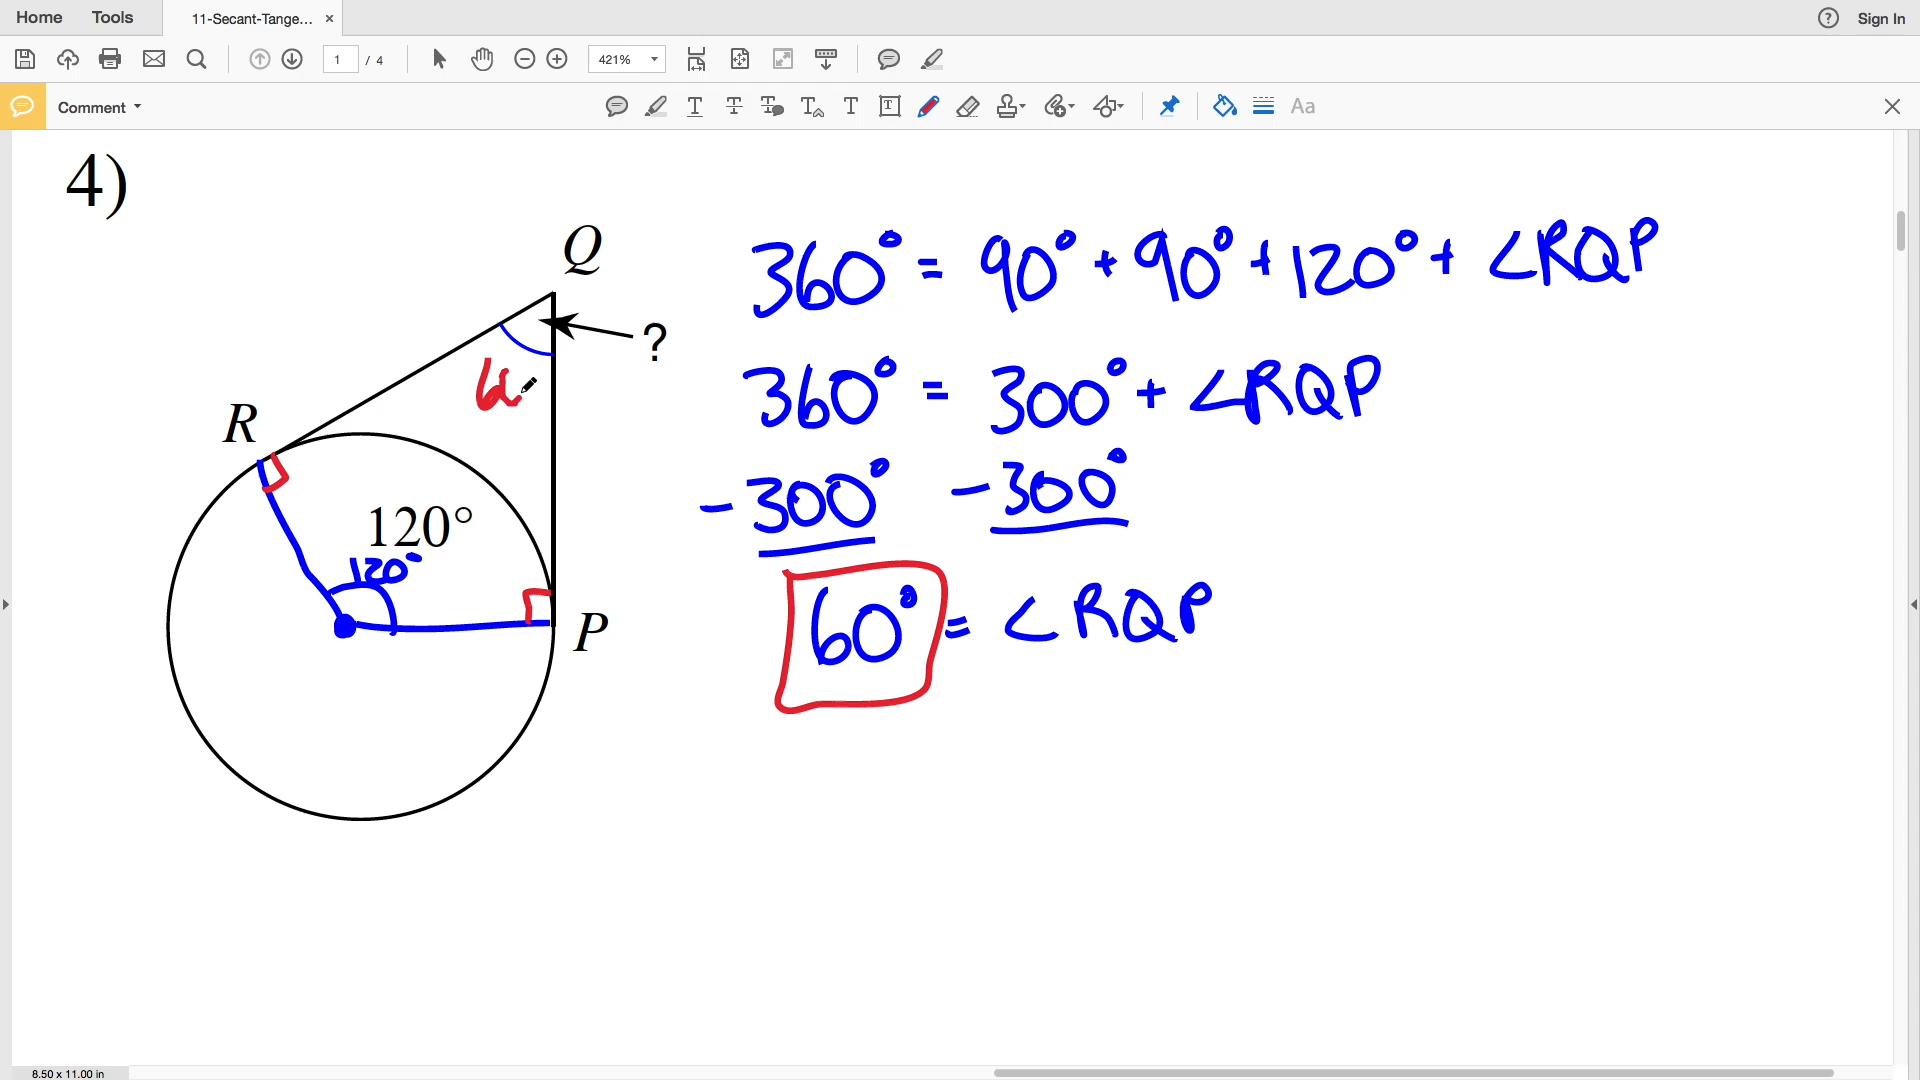 Home Tools 11-Secant-Tange... × ? Sign In
1 / 4 421%
Comment T T T T T T Aa
4)
Q
360° = 90° + 90° + 120° + ∠RQP
?
360° = 300° + ∠RQP
R
-300° -300°
120°
120°
60° = ∠RQP
P
8.50 x 11.00 in